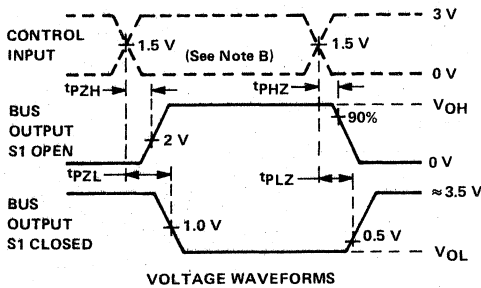 3 V
CONTROL
INPUT
1.5 V
(See Note B)
1.5 V
0 V
tPZH
tPHZ
BUS
OUTPUT
S1 OPEN
2 V
VOH
90%
0 V
tPZL
tPLZ
≈3.5 V
BUS
OUTPUT
S1 CLOSED
1.0 V
0.5 V
VOL
VOLTAGE WAVEFORMS